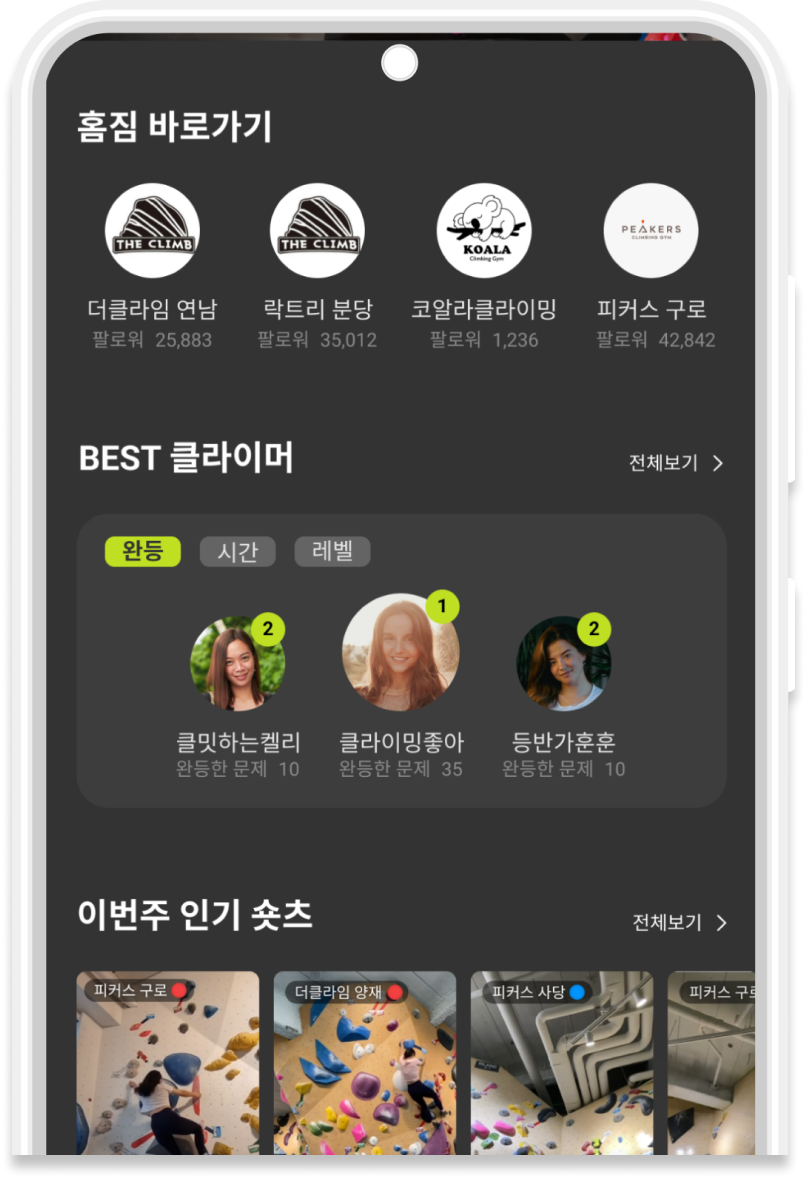 홈짐 바로가기
THE CLIMB
THE CLIMB
KOALA
Climbing Gym
PEAKERS
CLIMBING GYM
더클라임 연남
락트리 분당
코알라클라이밍
피커스 구로
팔로워 25,883
팔로워 35,012
팔로워 1,236
팔로워 42,842
BEST 클라이머
전체보기 >
완등
시간
레벨
2
1
2
클밋하는켈리
클라이밍좋아
등반가훈훈
완등한 문제 10
완등한 문제 35
완등한 문제 10
이번주 인기 숏츠
전체보기 >
피커스 구로
더클라임 양재
피커스 사당
피커스 구로